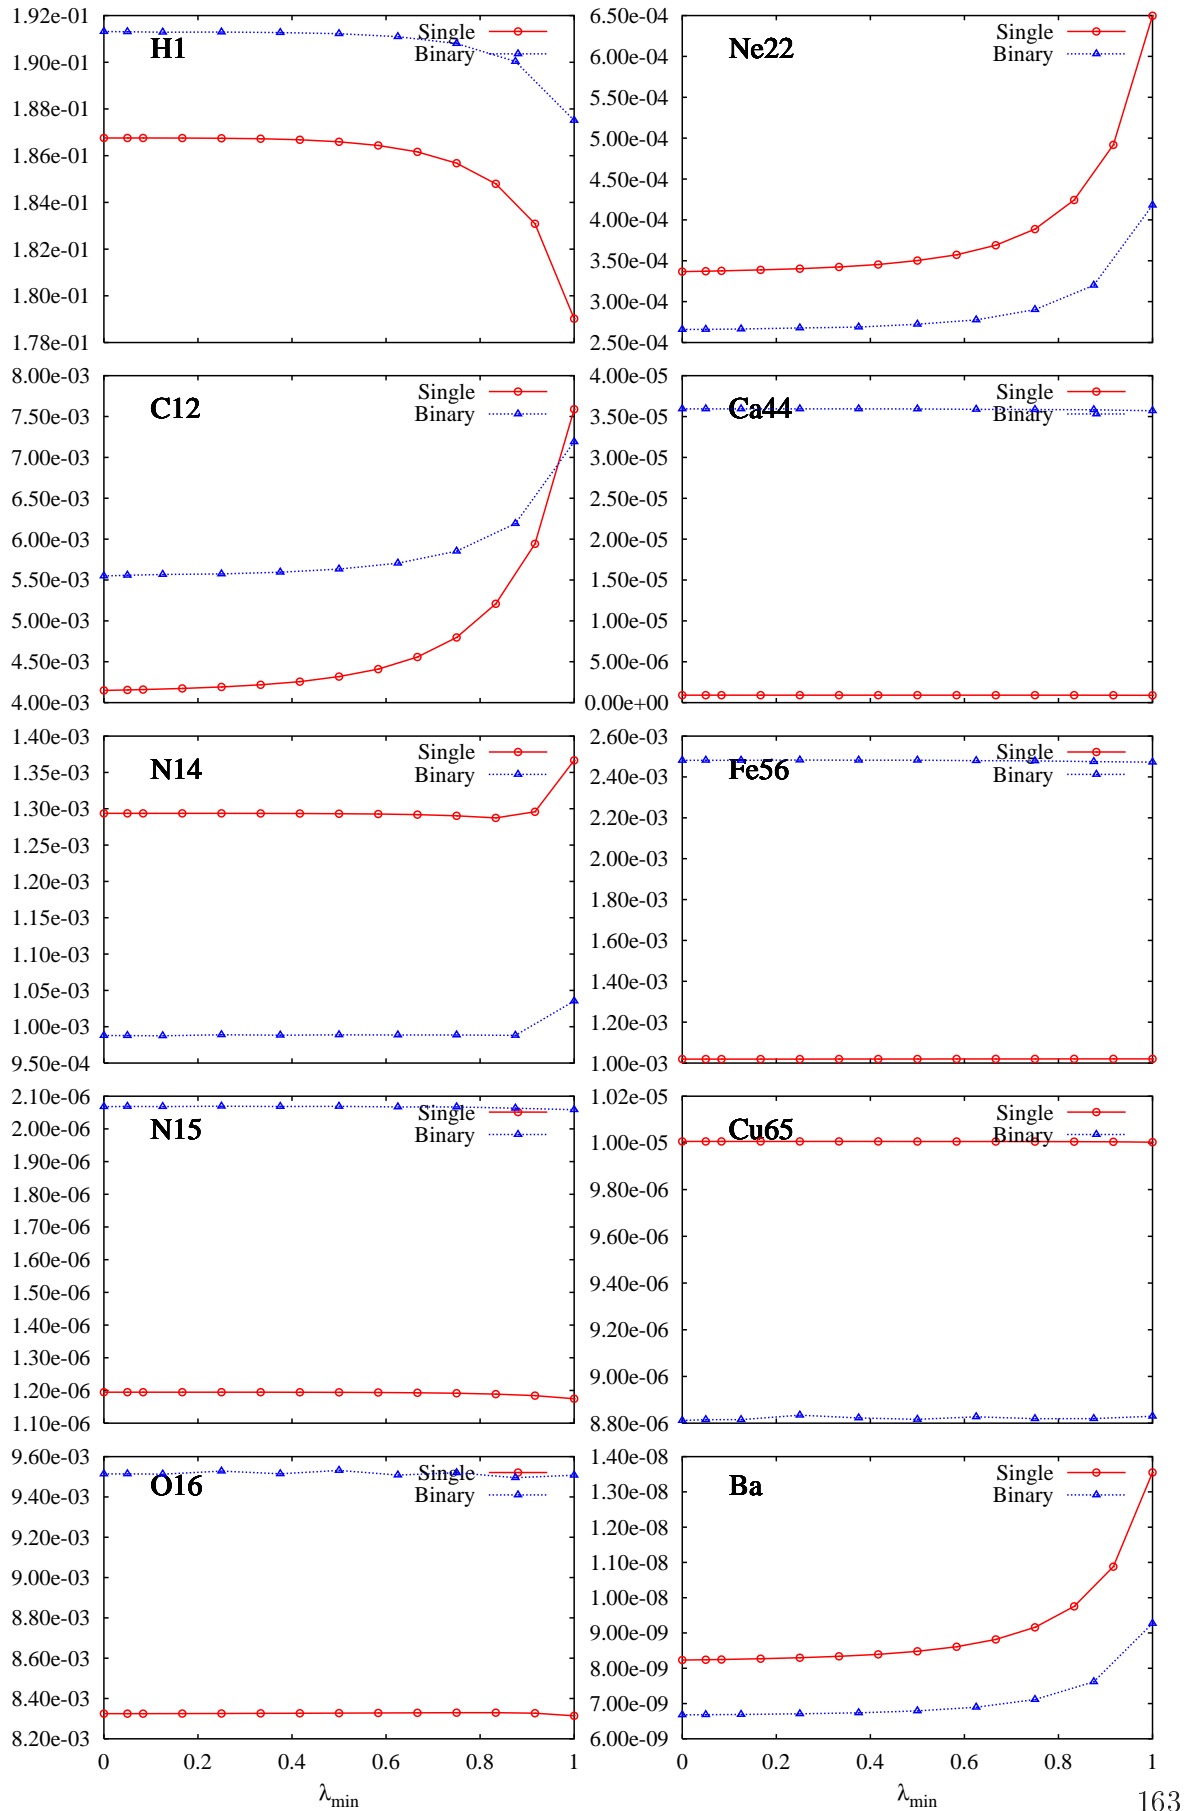 1.92e-01
1.90e-01
1.88e-01
1.86e-01
1.84e-01
1.82e-01
1.80e-01
1.78e-01
H1
Single
Binary
6.50e-04
6.00e-04
5.50e-04
5.00e-04
4.50e-04
4.00e-04
3.50e-04
3.00e-04
2.50e-04
Ne22
Single
Binary
8.00e-03
7.50e-03
7.00e-03
6.50e-03
6.00e-03
5.50e-03
5.00e-03
4.50e-03
4.00e-03
C12
Single
Binary
4.00e-05
3.50e-05
3.00e-05
2.50e-05
2.00e-05
1.50e-05
1.00e-05
5.00e-06
0.00e+00
Ca44
Single
Binary
1.40e-03
1.35e-03
1.30e-03
1.25e-03
1.20e-03
1.15e-03
1.10e-03
1.05e-03
1.00e-03
9.50e-04
N14
Single
Binary
2.60e-03
2.40e-03
2.20e-03
2.00e-03
1.80e-03
1.60e-03
1.40e-03
1.20e-03
1.00e-03
Fe56
Single
Binary
2.10e-06
2.00e-06
1.90e-06
1.80e-06
1.70e-06
1.60e-06
1.50e-06
1.40e-06
1.30e-06
1.20e-06
1.10e-06
N15
Single
Binary
1.02e-05
1.00e-05
9.80e-06
9.60e-06
9.40e-06
9.20e-06
9.00e-06
8.80e-06
Cu65
Single
Binary
9.60e-03
9.40e-03
9.20e-03
9.00e-03
8.80e-03
8.60e-03
8.40e-03
8.20e-03
O16
Single
Binary
0 0.2 0.4 0.6 0.8 1
λmin
1.40e-08
1.30e-08
1.20e-08
1.10e-08
1.00e-08
9.00e-09
8.00e-09
7.00e-09
6.00e-09
Ba
Single
Binary
0 0.2 0.4 0.6 0.8 1
λmin
163